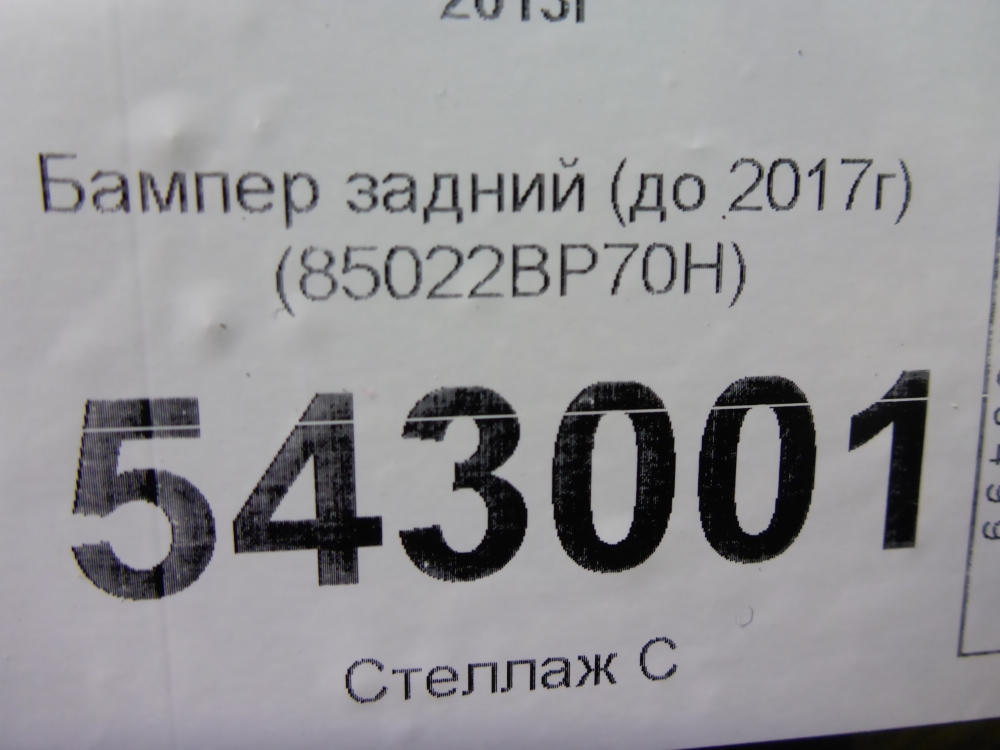 Бампер задний (до 2017г)
(85022BP70H)
543001
Стеллаж С